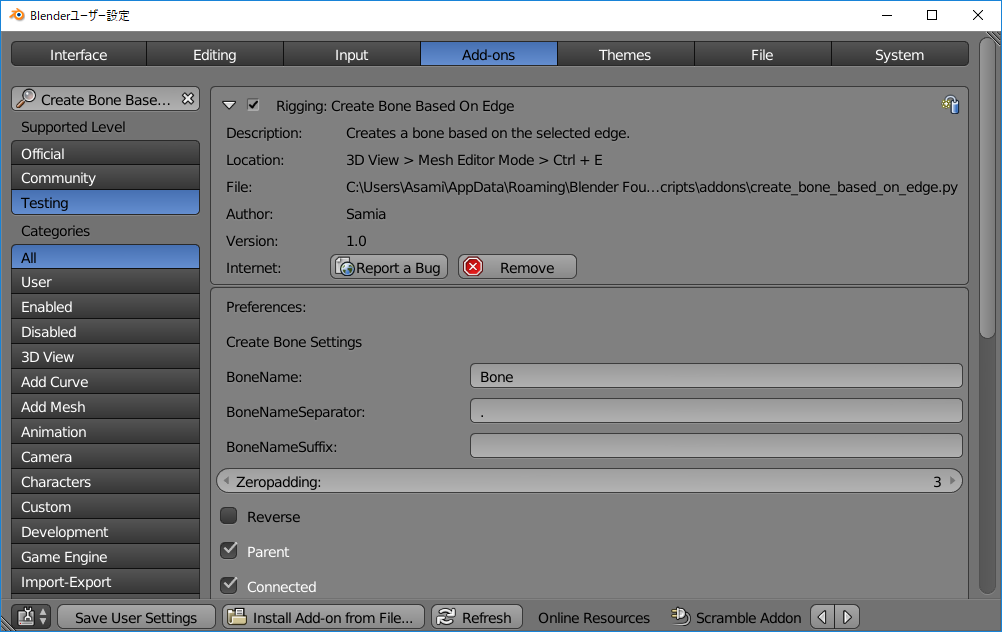 Blenderユーザー設定
Interface Editing Input Add-ons Themes File System
Create Bone Base...
Supported Level
Official
Community
Testing
Categories
All
User
Enabled
Disabled
3D View
Add Curve
Add Mesh
Animation
Camera
Characters
Custom
Development
Game Engine
Import-Export
Rigging: Create Bone Based On Edge
Description: Creates a bone based on the selected edge.
Location: 3D View > Mesh Editor Mode > Ctrl + E
File: C:\Users\Asami\AppData\Roaming\Blender Fou...cripts\addons\create_bone_based_on_edge.py
Author: Samia
Version: 1.0
Internet: Report a Bug Remove
Preferences:
Create Bone Settings
BoneName: Bone
BoneNameSeparator: .
BoneNameSuffix:
Zeropadding: 3
Reverse
Parent
Connected
Save User Settings Install Add-on from File... Refresh Online Resources Scramble Addon